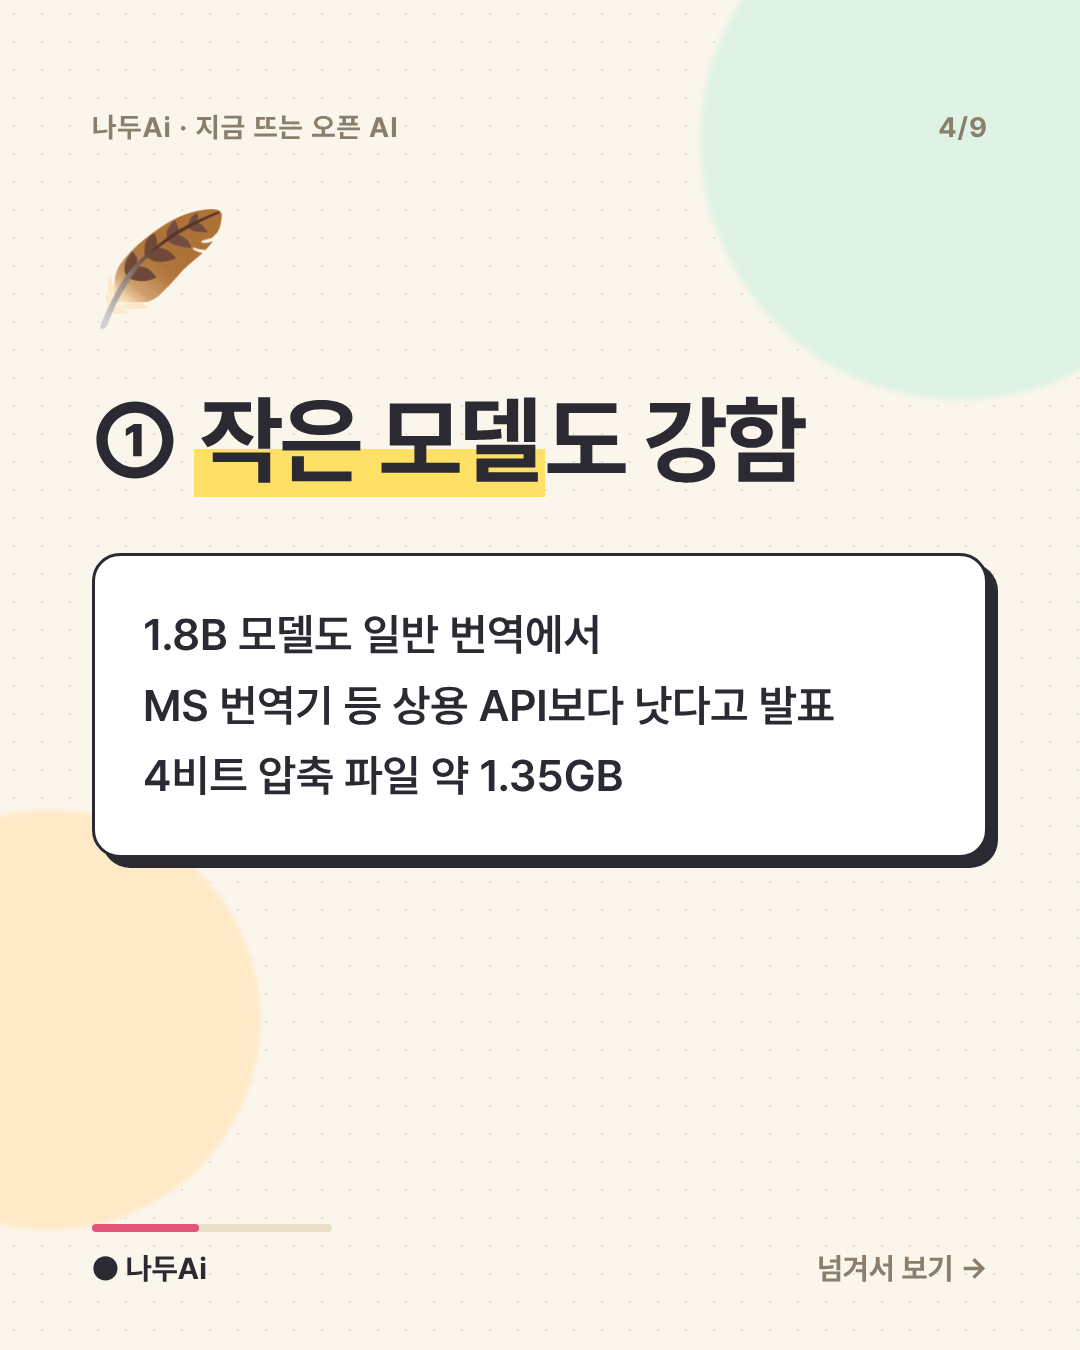 나두Ai · 지금 뜨는 오픈 AI
4/9
① 작은 모델도 강함
1.8B 모델도 일반 번역에서
MS 번역기 등 상용 API보다 낫다고 발표
4비트 압축 파일 약 1.35GB
● 나두Ai
넘겨서 보기 →